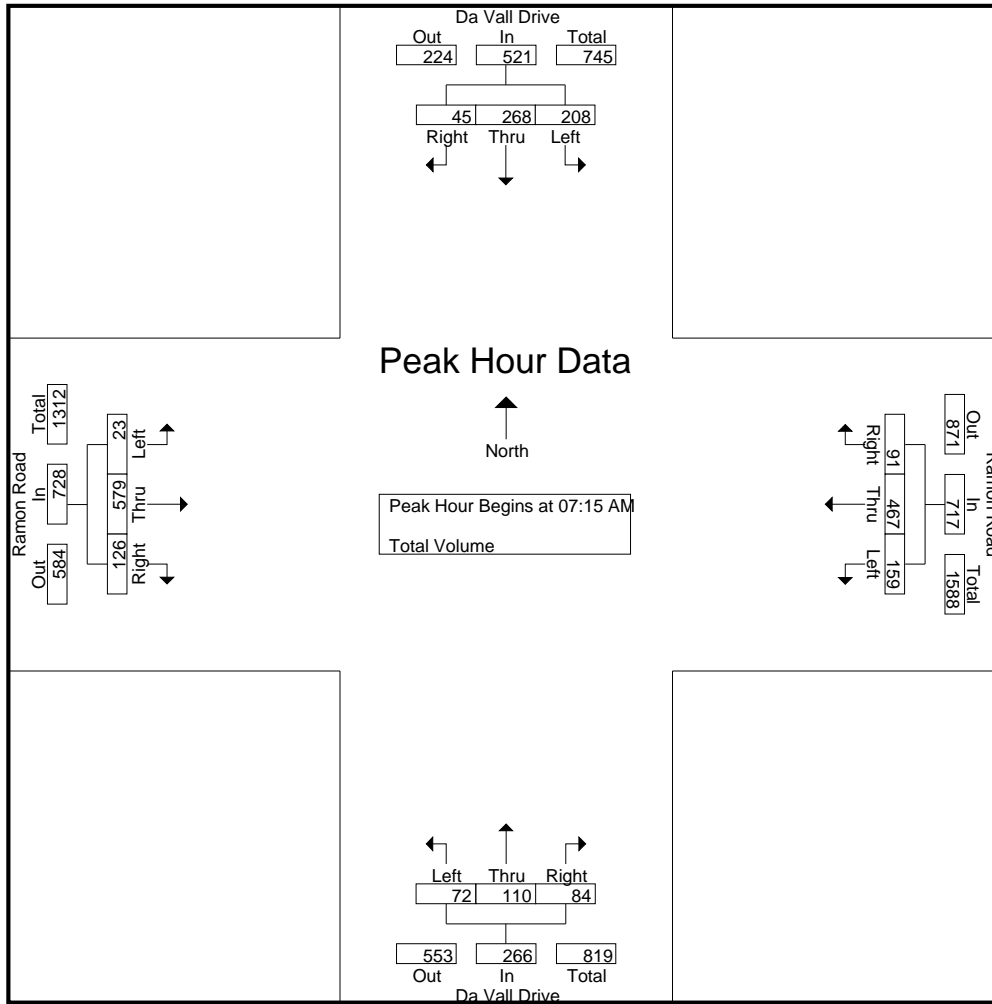 Da Vall Drive
Out In Total
224 521 745
45 268 208
Right Thru Left
Peak Hour Data
North
Peak Hour Begins at 07:15 AM
Total Volume
Ramon Road
Total In Out
1312 728 584
23 579 126
Left Thru Right
Right Thru Left
91 467 159
Out In Total
871 717 1588
Ramon Road
Left Thru Right
72 110 84
553 266 819
Out In Total
Da Vall Drive